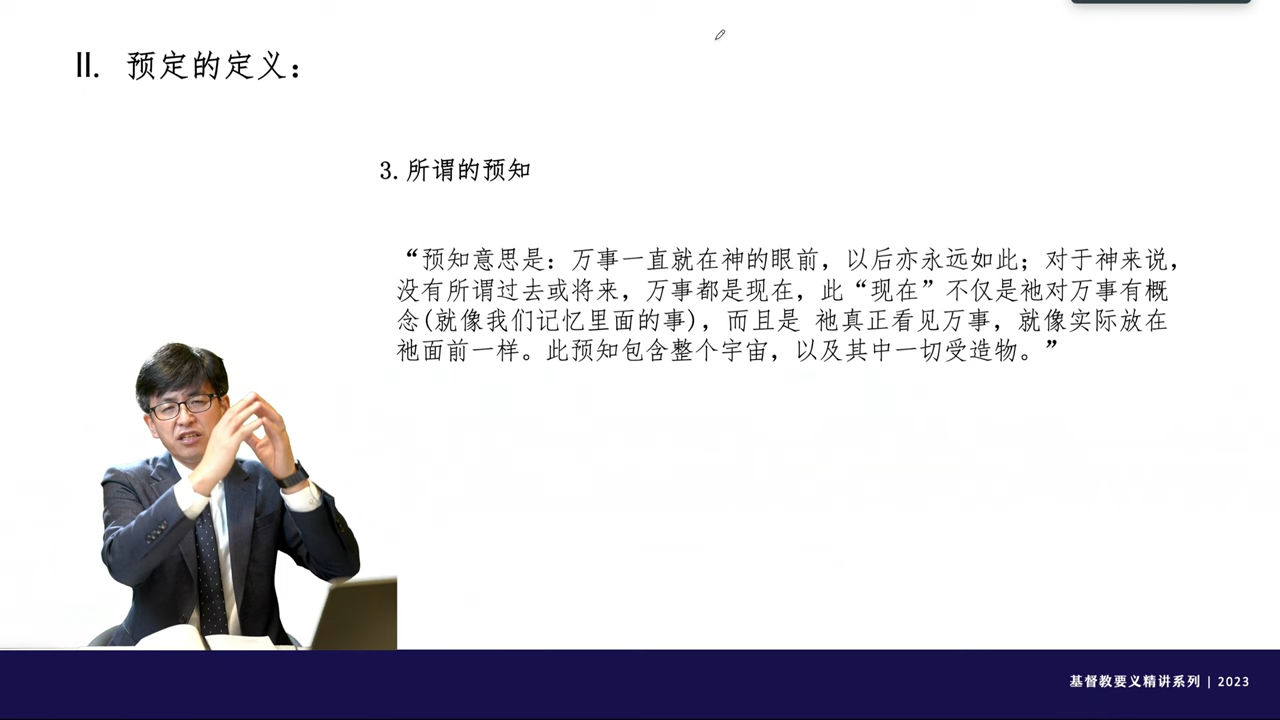 II. 预定的定义：
3.所谓的预知
“预知意思是：万事一直就在神的眼前，以后亦永远如此；对于神来说，
没有所谓过去或将来，万事都是现在，此“现在”不仅是祂对万事有概
念(就像我们记忆里面的事)，而且是 祂真正看见万事，就像实际放在
祂面前一样。此预知包含整个宇宙，以及其中一切受造物。”
基督教要义精讲系列 | 2023